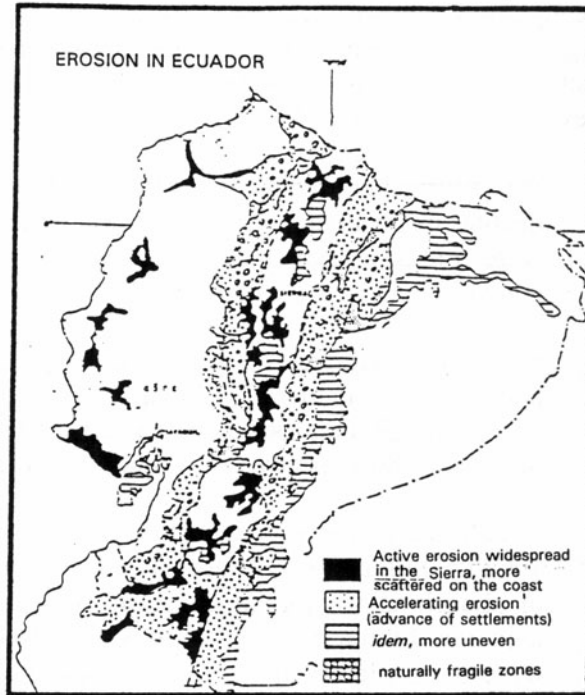 EROSION IN ECUADOR
Active erosion widespread
in the Sierra, more
scattered on the coast
Accelerating erosion
(advance of settlements)
idem, more uneven
naturally fragile zones